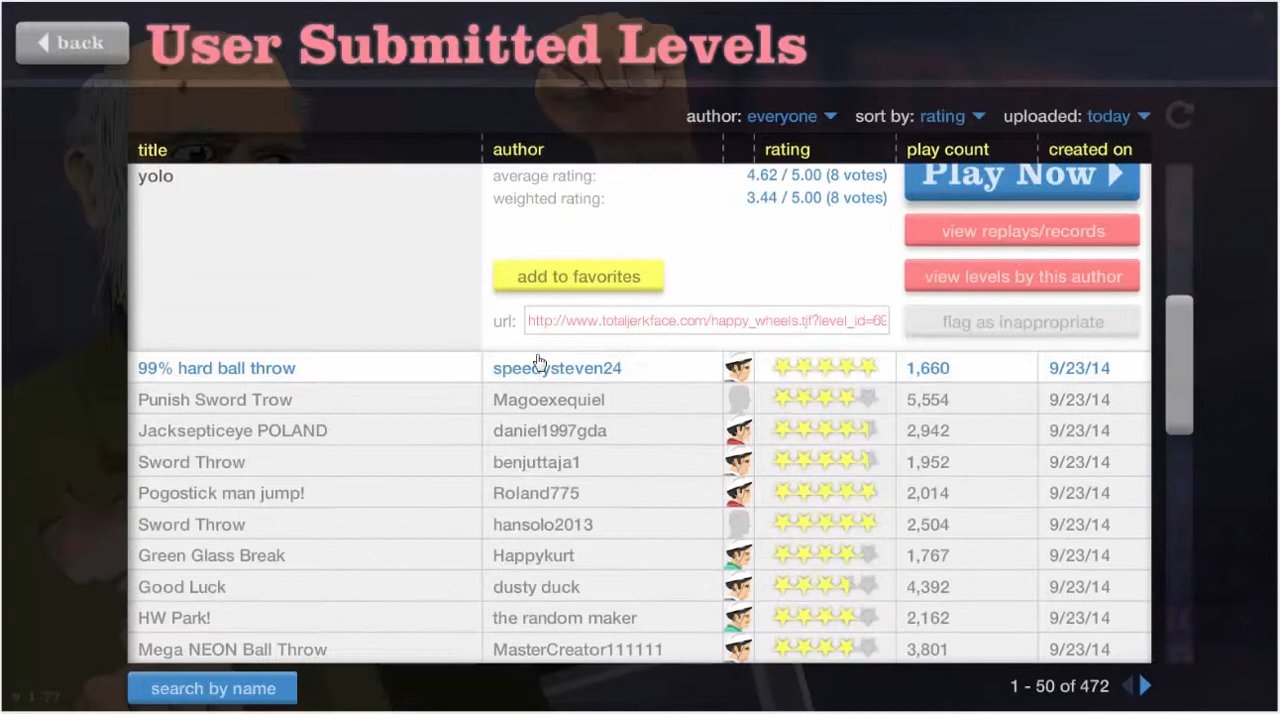 back
User Submitted Levels
author: everyone sort by: rating uploaded: today
title author rating play count created on
yolo
average rating: 4.62 / 5.00 (8 votes)
weighted rating: 3.44 / 5.00 (8 votes)
Play Now
view replays/records
add to favorites
view levels by this author
url: http://www.totaljerkface.com/happy_wheels.tjf?level_id=69
flag as inappropriate
99% hard ball throw speedysteven24 1,660 9/23/14
Punish Sword Trow Magoexequiel 5,554 9/23/14
Jacksepticeye POLAND daniel1997gda 2,942 9/23/14
Sword Throw benjuttaja1 1,952 9/23/14
Pogostick man jump! Roland775 2,014 9/23/14
Sword Throw hansolo2013 2,504 9/23/14
Green Glass Break Happykurt 1,767 9/23/14
Good Luck dusty duck 4,392 9/23/14
HW Park! the random maker 2,162 9/23/14
Mega NEON Ball Throw MasterCreator111111 3,801 9/23/14
search by name
1 - 50 of 472
v 1.77